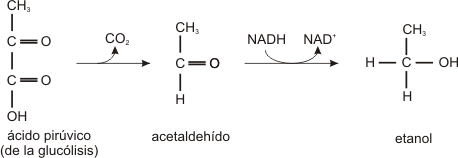 CH₃
C=O
C=O
OH
ácido pirúvico
(de la glucólisis)
CO₂
CH₃
C=O
H
acetaldehído
NADH NAD⁺
CH₃
H—C—OH
H
etanol